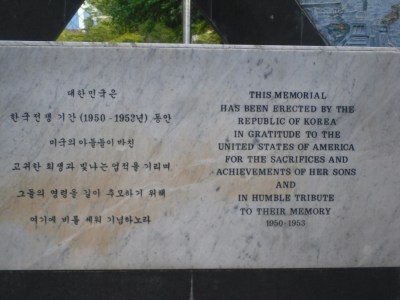 대한민국은
한국전쟁기간(1950-1953년) 동안
미국의 아들들이 바친
고귀한 희생과 빛나는 업적을 기리며
그들의 명령을 길이 추모하기 위해
여기에 비를 세워 기념하노라
THIS MEMORIAL
HAS BEEN ERECTED BY THE
REPUBLIC OF KOREA
IN GRATITUDE TO THE
UNITED STATES OF AMERICA
FOR THE SACRIFICES AND
ACHIEVEMENTS OF HER SONS
AND
IN HUMBLE TRIBUTE
TO THEIR MEMORY
1950-1953